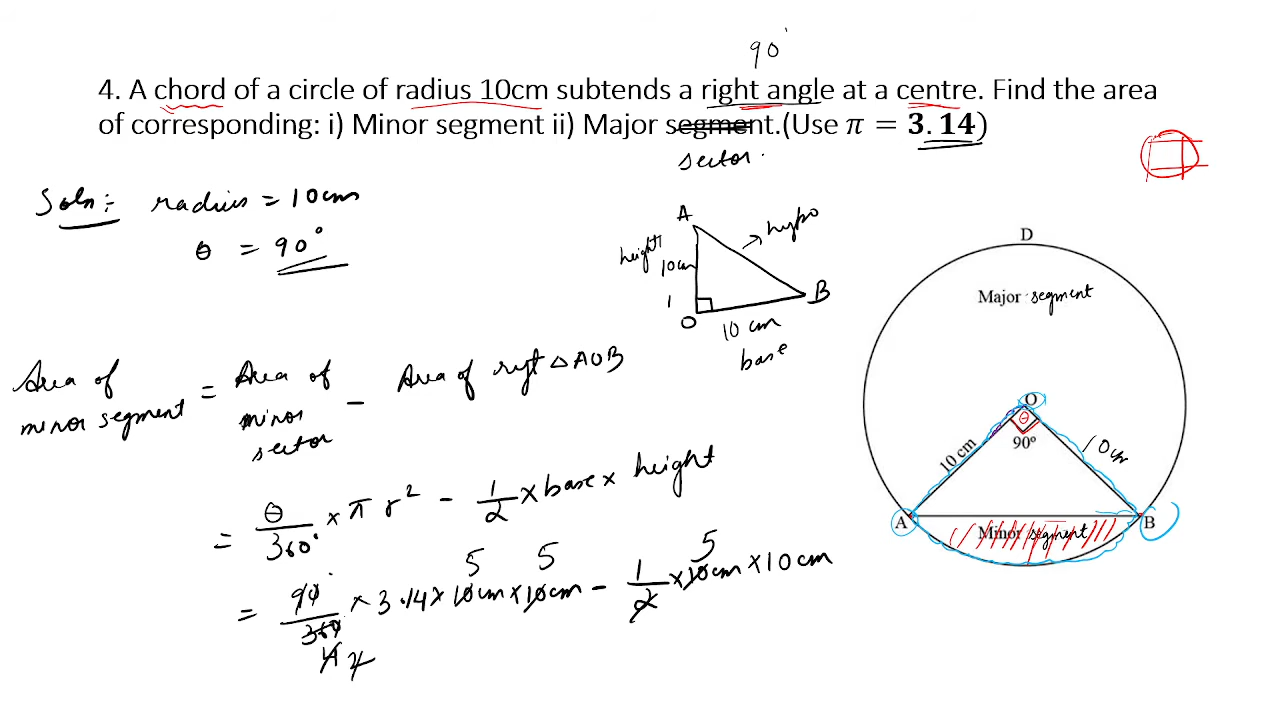 90°
4. A chord of a circle of radius 10cm subtends a right angle at a centre. Find the area
of corresponding: i) Minor segment ii) Major segment.(Use π = 3.14)
sector.
Soln:- radius = 10cm
θ = 90°
A
hypo
height
10cm
B
O
10 cm
base
D
Major segment
O
θ
90°
10 cm
10cm
A
B
Minor segment
Area of minor segment = Area of minor sector - Area of ryt △AOB
= θ/360° × π r² - 1/2 × base × height
5 5 5
= 90°/360 × 3.14 × 10cm × 10cm - 1/2 × 10cm × 10cm
4 2